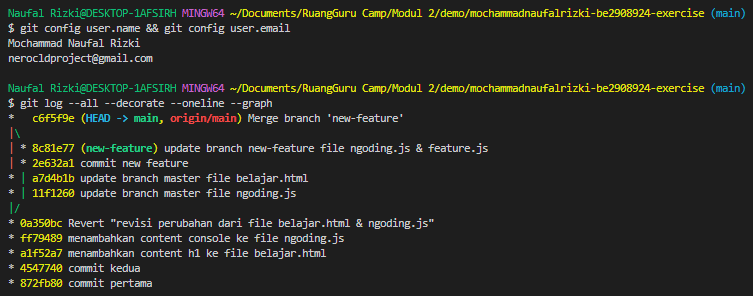 Naufal Rizki@DESKTOP-1AFSIRH MINGW64 ~/Documents/RuangGuru Camp/Modul 2/demo/mochammadnaufalrizki-be2908924-exercise (main)
$ git config user.name && git config user.email
Mochammad Naufal Rizki
nerocldproject@gmail.com
Naufal Rizki@DESKTOP-1AFSIRH MINGW64 ~/Documents/RuangGuru Camp/Modul 2/demo/mochammadnaufalrizki-be2908924-exercise (main)
$ git log --all --decorate --oneline --graph
*   c6f5f9e (HEAD -> main, origin/main) Merge branch 'new-feature'
|\
| * 8c81e77 (new-feature) update branch new-feature file ngoding.js & feature.js
| * 2e632a1 commit new feature
* | a7d4b1b update branch master file belajar.html
* | 11f1260 update branch master file ngoding.js
|/
* 0a350bc Revert "revisi perubahan dari file belajar.html & ngoding.js"
* ff79489 menambahkan content console ke file ngoding.js
* a1f52a7 menambahkan content h1 ke file belajar.html
* 4547740 commit kedua
* 872fb80 commit pertama